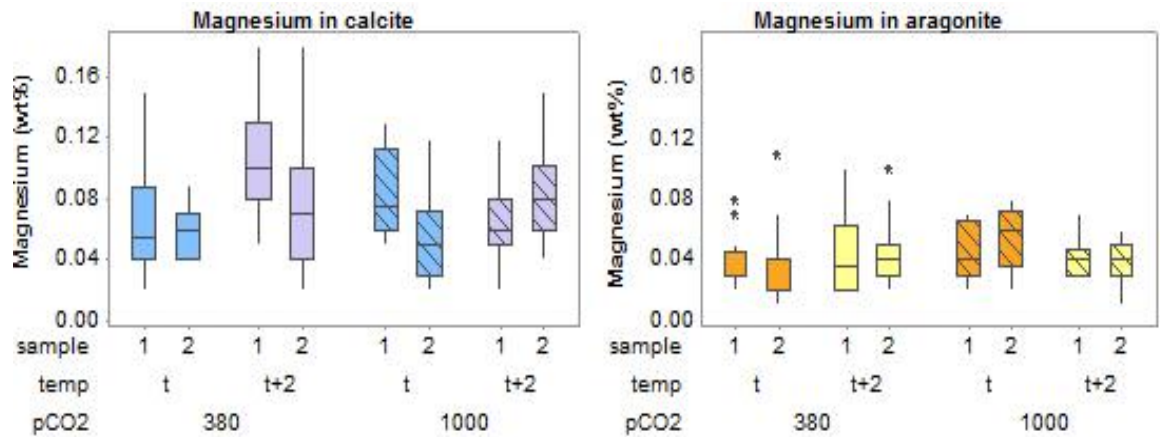 Magnesium in calcite
Magnesium (wt%)
0.16
0.12
0.08
0.04
0.00
sample 1 2 1 2 1 2 1 2
temp t t+2 t t+2
pCO2 380 1000
Magnesium in aragonite
Magnesium (wt%)
0.16
0.12
0.08
0.04
0.00
sample 1 2 1 2 1 2 1 2
temp t t+2 t t+2
pCO2 380 1000